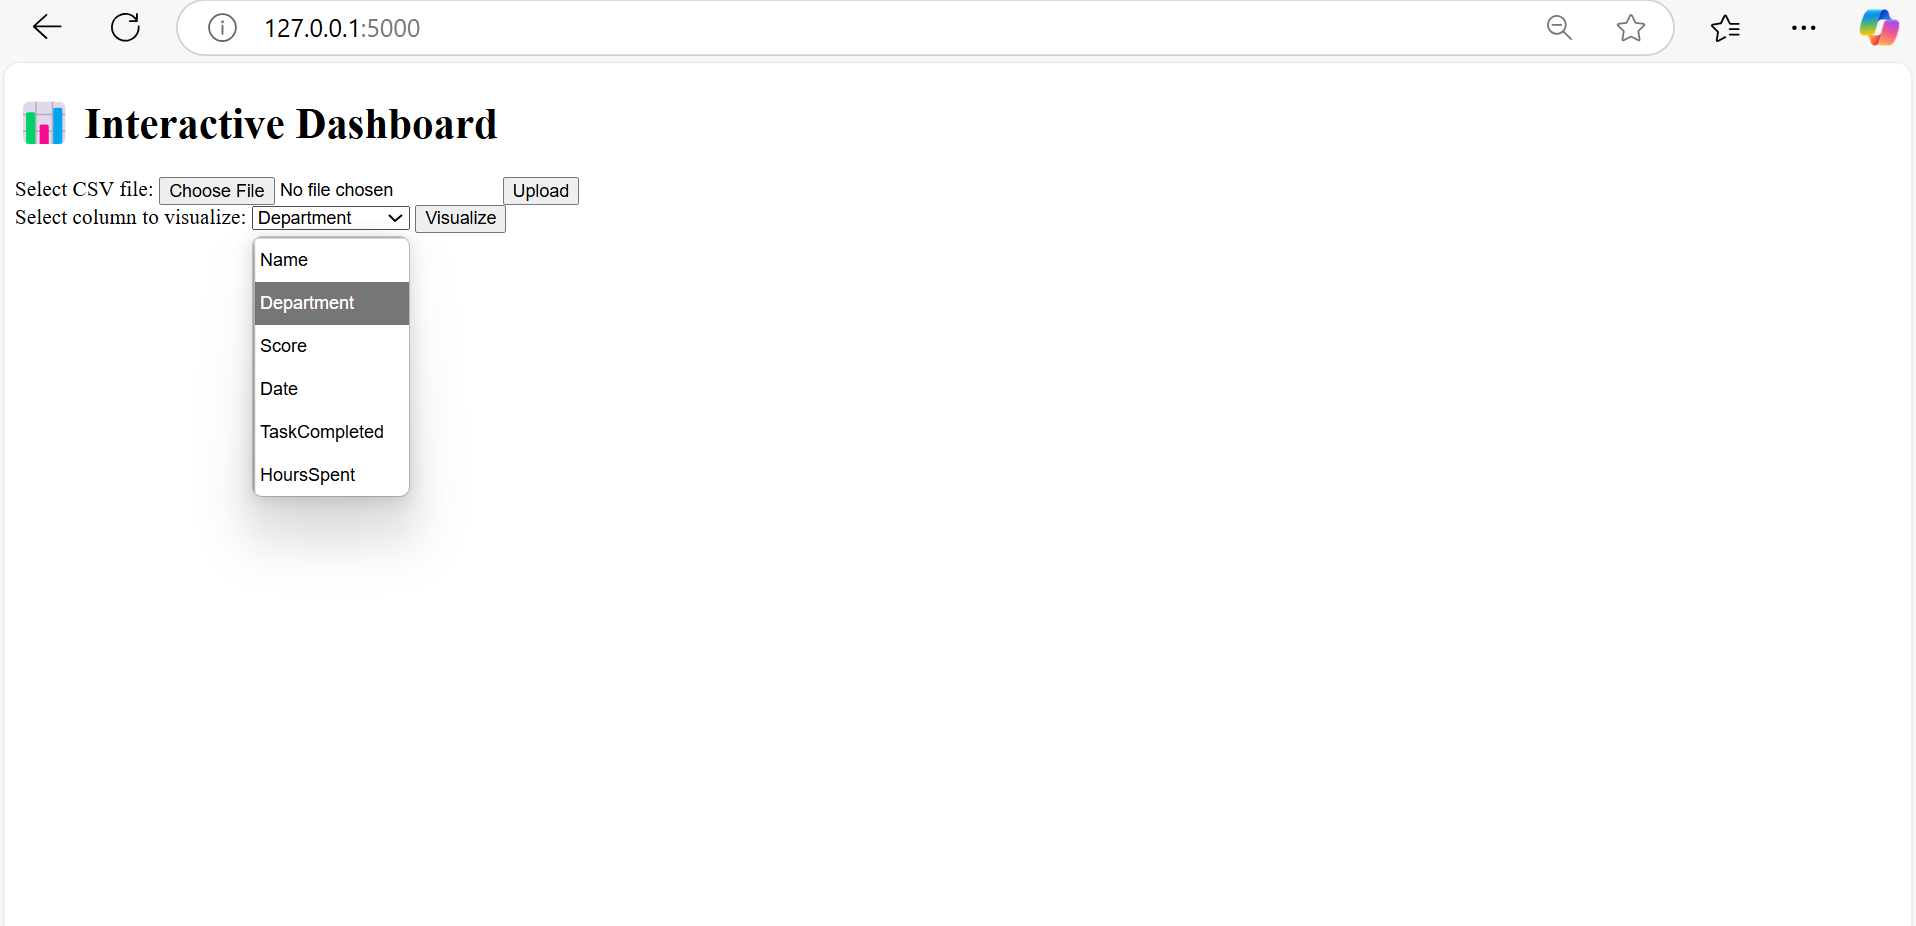 127.0.0.1:5000
Interactive Dashboard
Select CSV file: Choose File No file chosen Upload
Select column to visualize: Department Visualize
Name
Department
Score
Date
TaskCompleted
HoursSpent